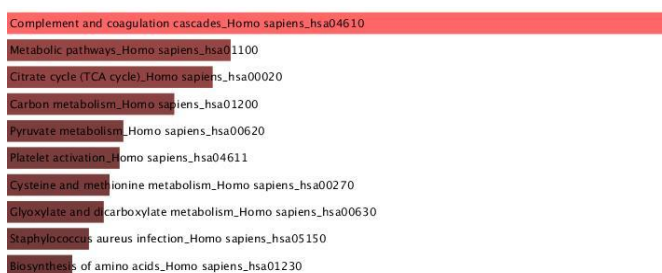 Complement and coagulation cascades_Homo sapiens_hsa04610
Metabolic pathways_Homo sapiens_hsa01100
Citrate cycle (TCA cycle)_Homo sapiens_hsa00020
Carbon metabolism_Homo sapiens_hsa01200
Pyruvate metabolism_Homo sapiens_hsa00620
Platelet activation_Homo sapiens_hsa04611
Cysteine and methionine metabolism_Homo sapiens_hsa00270
Glyoxylate and dicarboxylate metabolism_Homo sapiens_hsa00630
Staphylococcus aureus infection_Homo sapiens_hsa05150
Biosynthesis of amino acids_Homo sapiens_hsa01230